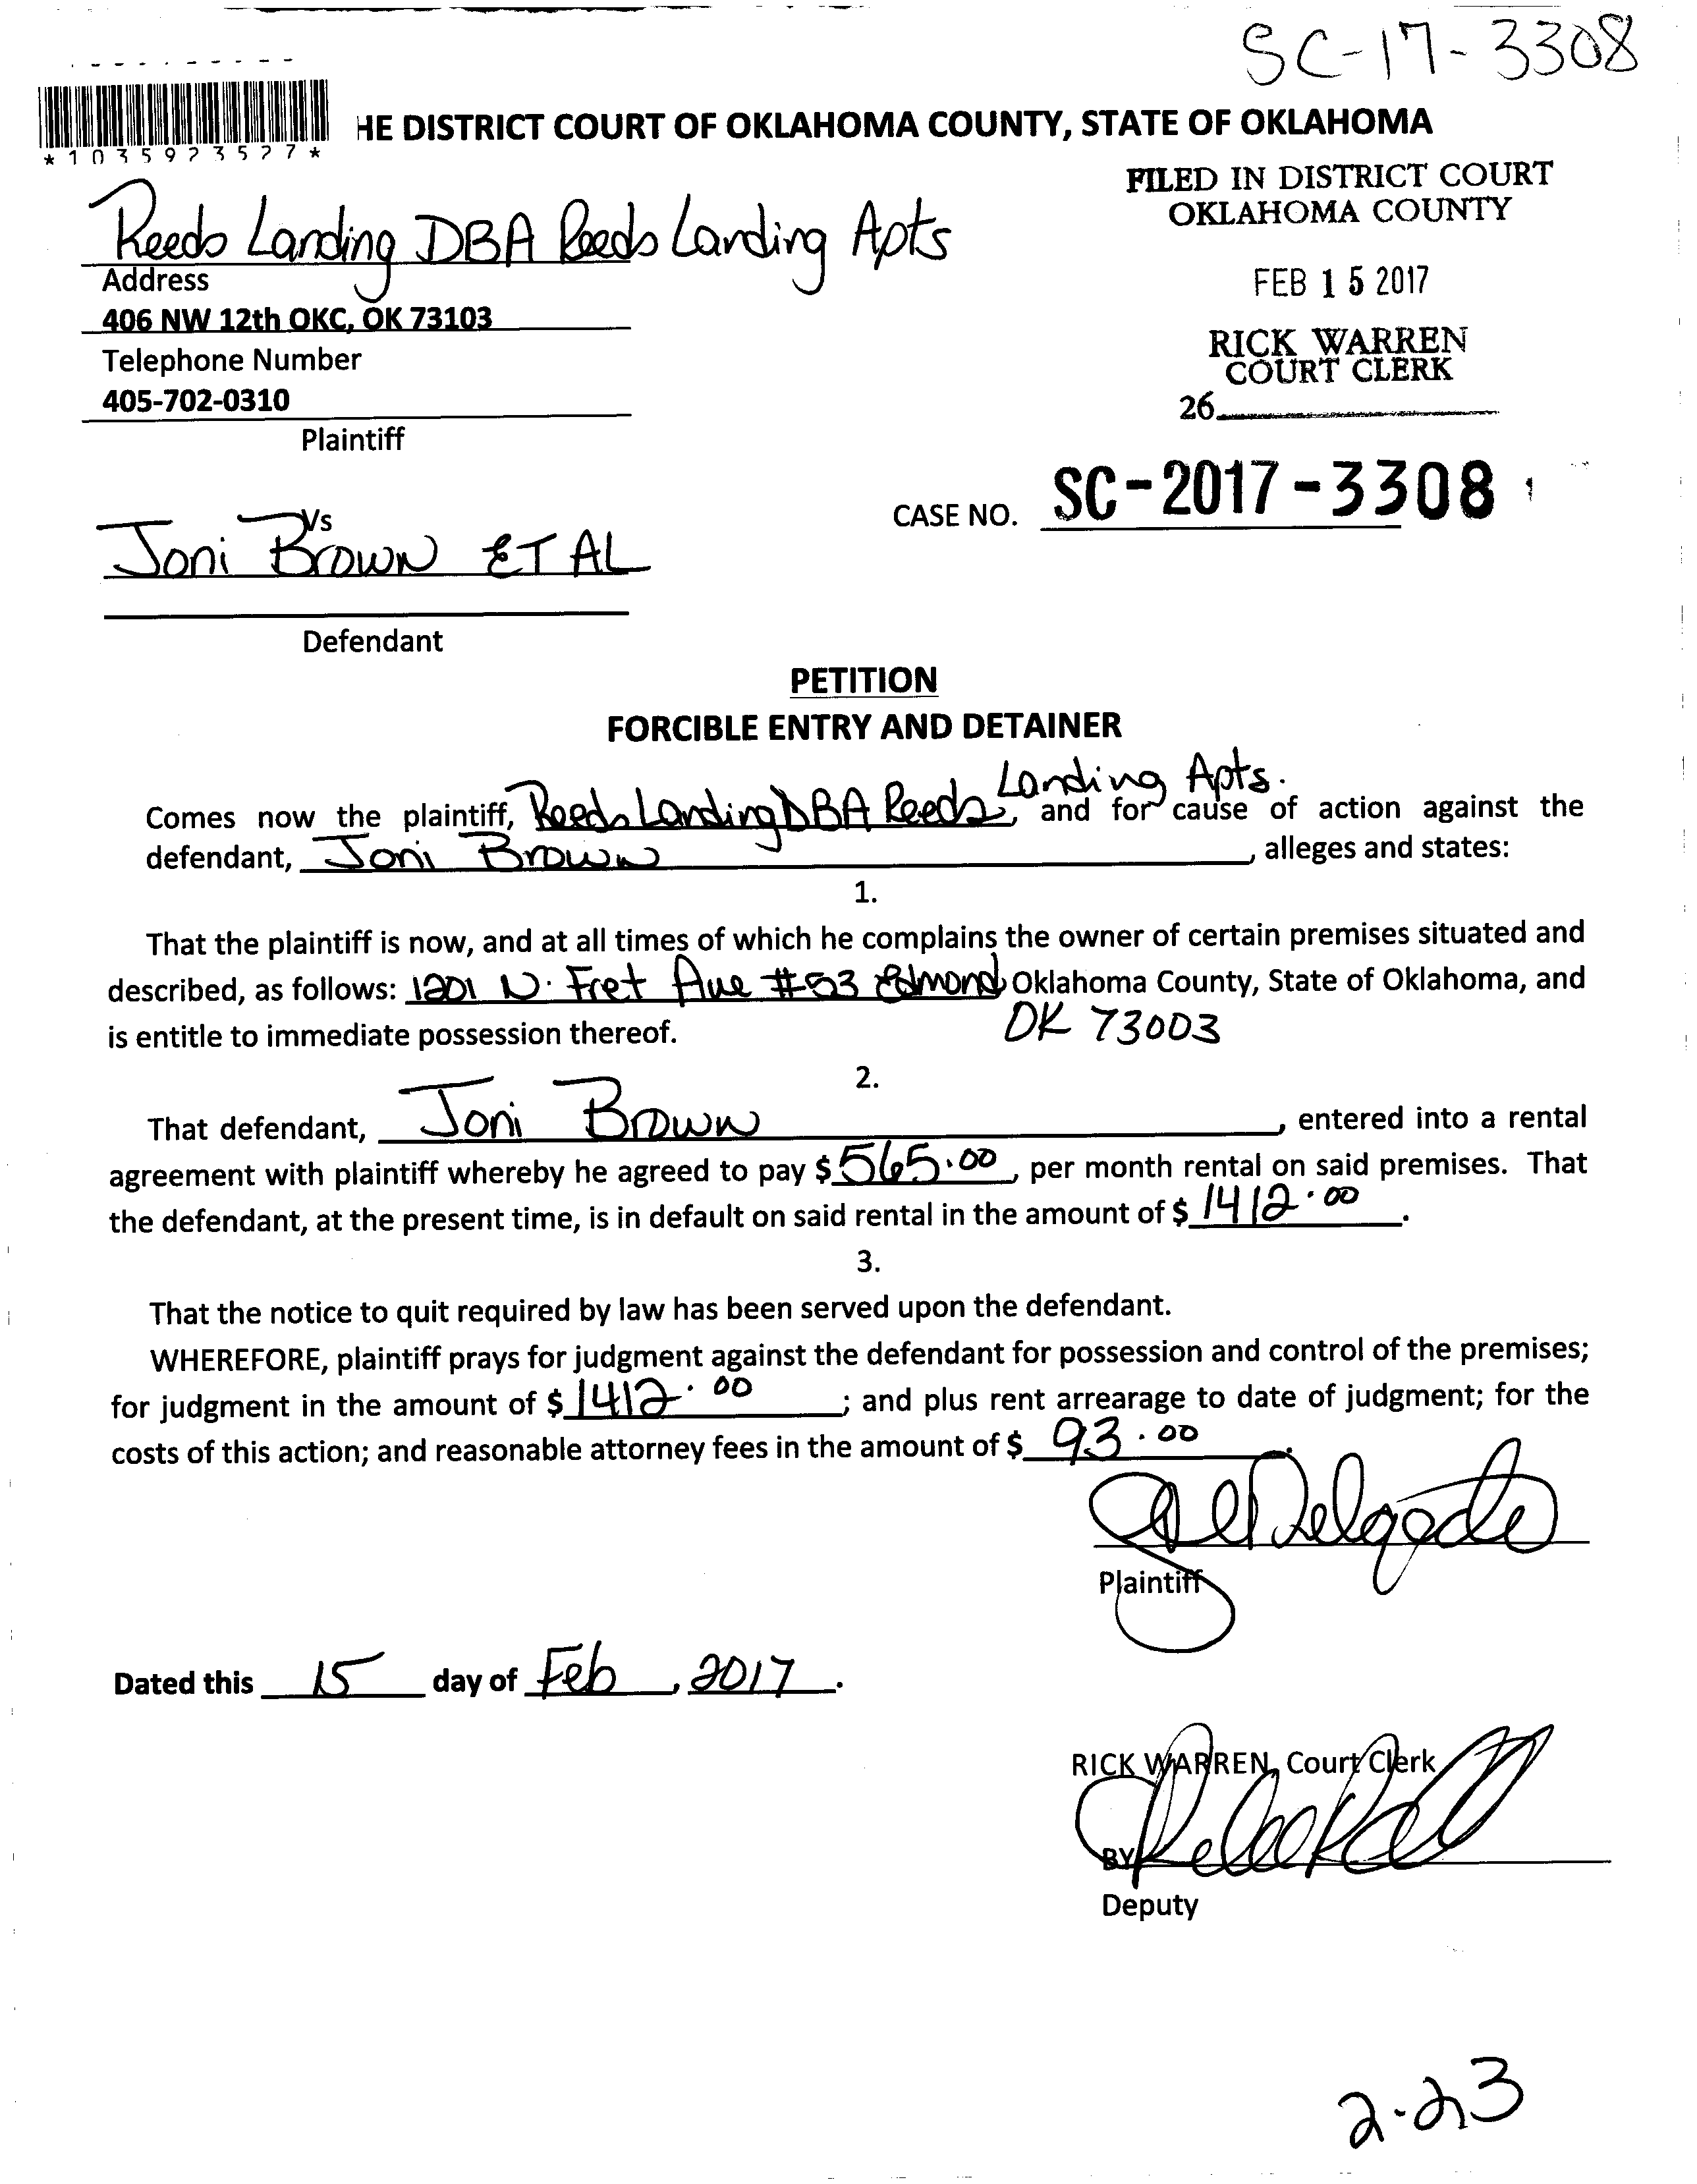 SC-17-3308
*1035923527*
HE DISTRICT COURT OF OKLAHOMA COUNTY, STATE OF OKLAHOMA
FILED IN DISTRICT COURT
OKLAHOMA COUNTY
FEB 15 2017
RICK WARREN
COURT CLERK
26
Reeds Landing DBA Reeds Landing Apts
Address
406 NW 12th OKC, OK 73103
Telephone Number
405-702-0310
Plaintiff
Vs
CASE NO. SC-2017-3308
Joni Brown ET AL
Defendant
PETITION
FORCIBLE ENTRY AND DETAINER
Comes now the plaintiff, Reeds Landing DBA Reeds Landing Apts., and for cause of action against the
defendant, Joni Brown, alleges and states:
1.
That the plaintiff is now, and at all times of which he complains the owner of certain premises situated and
described, as follows: 1201 N. Fret Ave #53 Edmond Oklahoma County, State of Oklahoma, and
is entitle to immediate possession thereof. OK 73003
2.
That defendant, Joni Brown, entered into a rental
agreement with plaintiff whereby he agreed to pay $565.00, per month rental on said premises. That
the defendant, at the present time, is in default on said rental in the amount of $1412.00.
3.
That the notice to quit required by law has been served upon the defendant.
WHEREFORE, plaintiff prays for judgment against the defendant for possession and control of the premises;
for judgment in the amount of $1412.00; and plus rent arrearage to date of judgment; for the
costs of this action; and reasonable attorney fees in the amount of $93.00.
Delgado
Plaintiff
Dated this 15 day of Feb, 2017.
RICK WARREN, Court Clerk
BY
Deputy
2-23